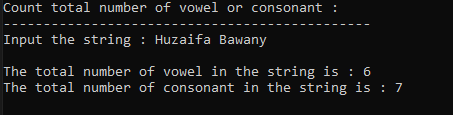 Count total number of vowel or consonant :
----------------------------------------------
Input the string : Huzaifa Bawany
The total number of vowel in the string is : 6
The total number of consonant in the string is : 7